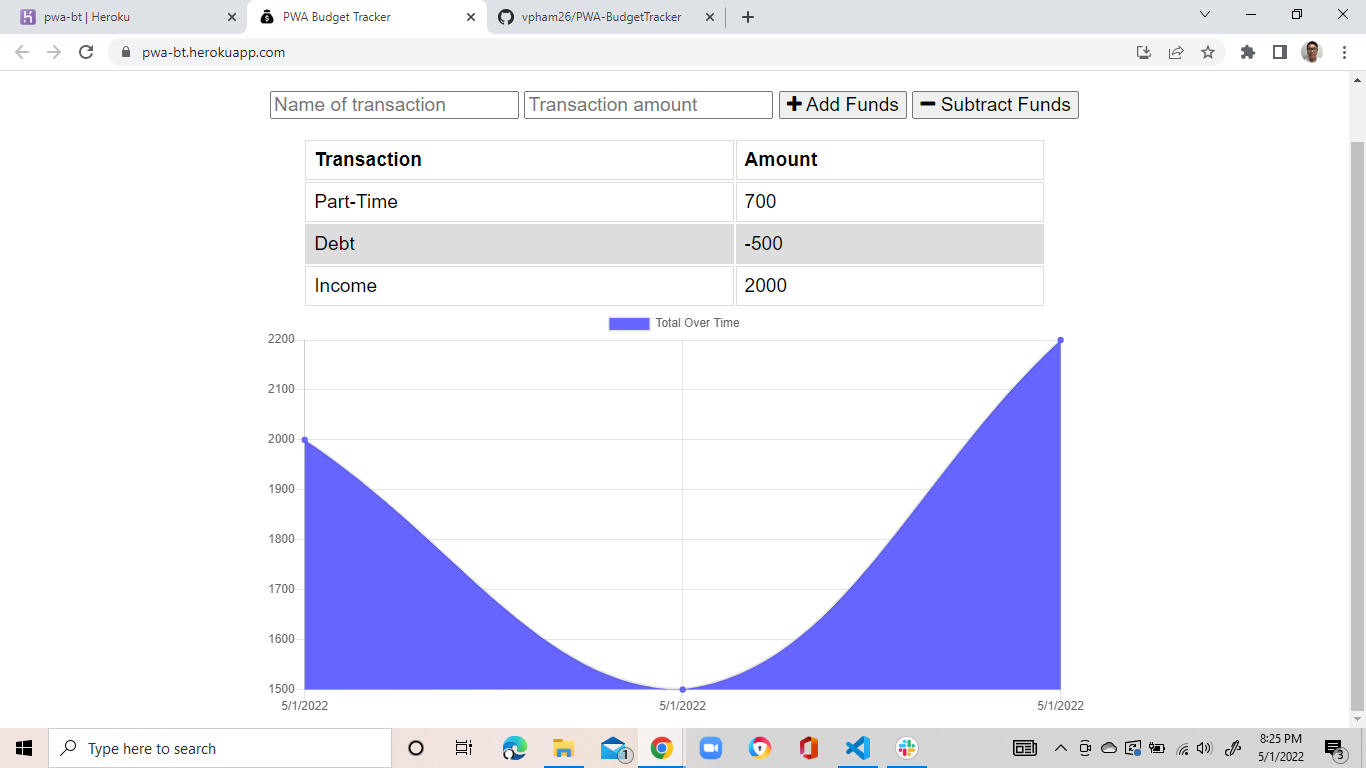 pwa-bt | Heroku
PWA Budget Tracker
vpham26/PWA-BudgetTracker
pwa-bt.herokuapp.com
Name of transaction
Transaction amount
Add Funds
Subtract Funds
Transaction Amount
Part-Time 700
Debt -500
Income 2000
Total Over Time
2200
2100
2000
1900
1800
1700
1600
1500
5/1/2022 5/1/2022 5/1/2022
Type here to search
1
8:25 PM
5/1/2022
3